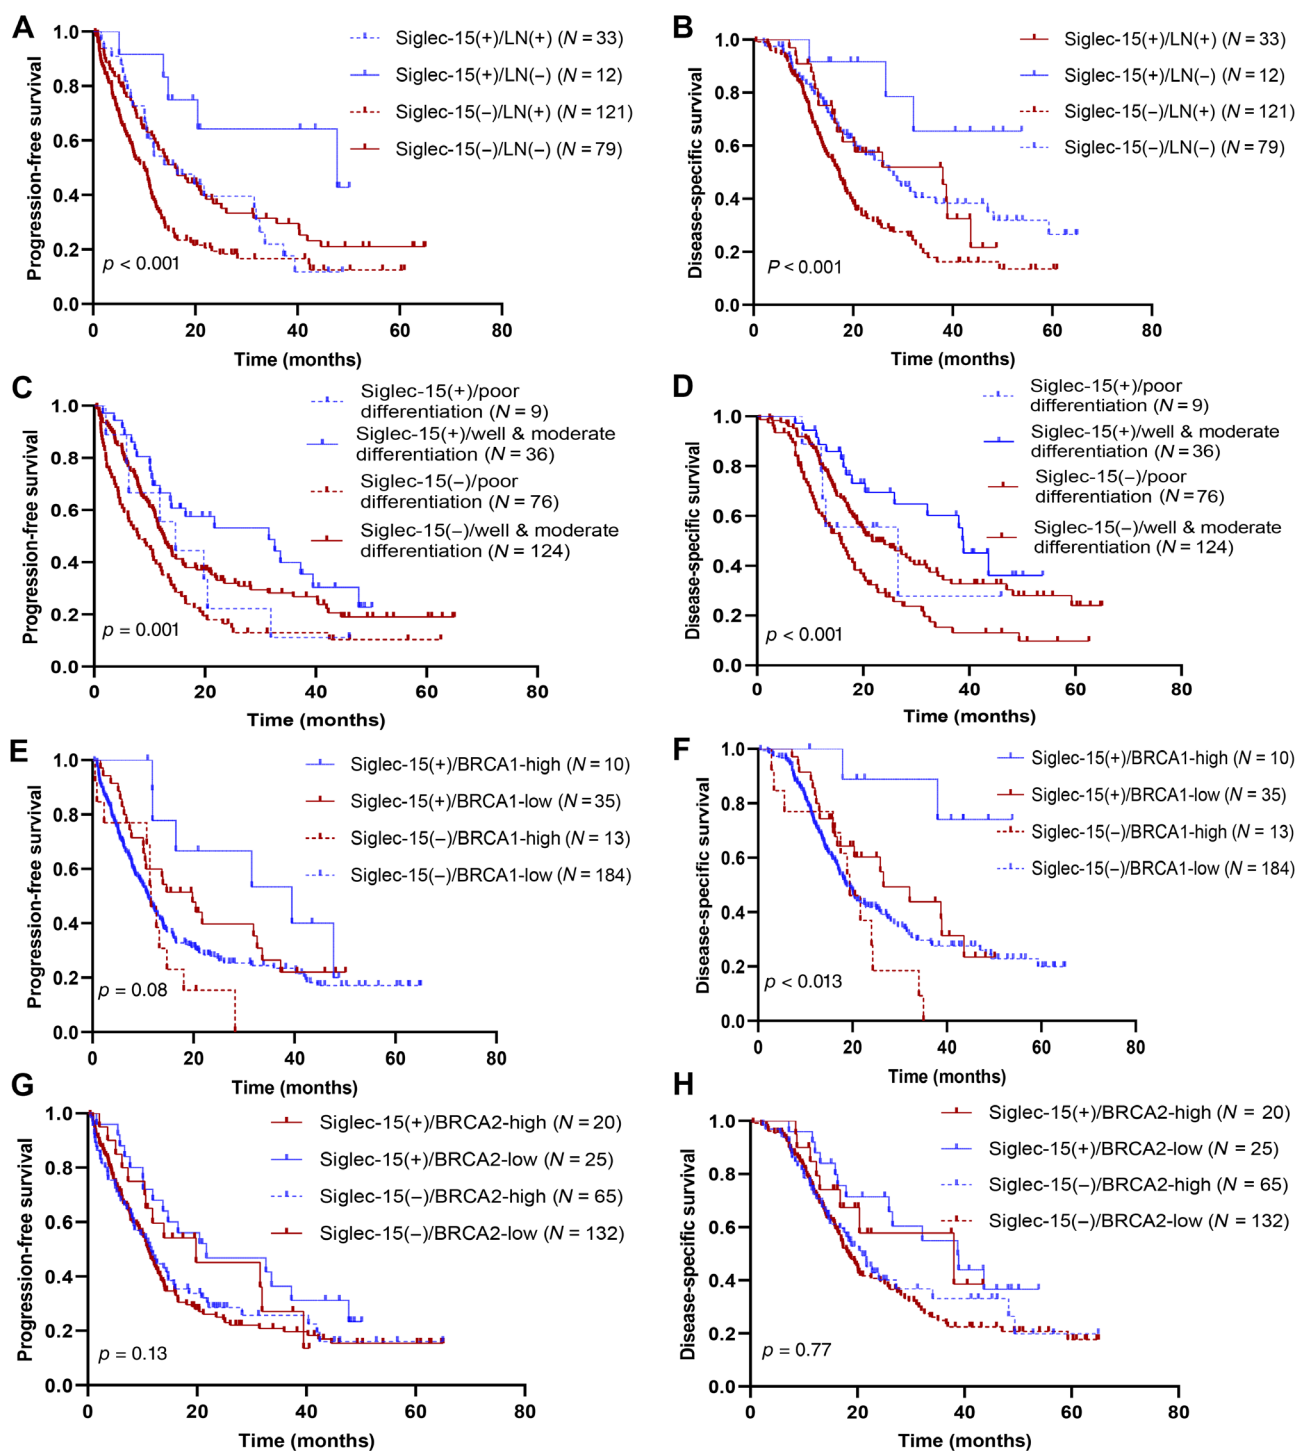 A
Progression-free survival
1.0
0.8
0.6
0.4
0.2
0.0
0
20
40
60
80
Time (months)
p < 0.001
Siglec-15(+)/LN(+) (N = 33)
Siglec-15(+)/LN(−) (N = 12)
Siglec-15(−)/LN(+) (N = 121)
Siglec-15(−)/LN(−) (N = 79)
B
Disease-specific survival
1.0
0.8
0.6
0.4
0.2
0.0
0
20
40
60
80
Time (months)
P < 0.001
Siglec-15(+)/LN(+) (N = 33)
Siglec-15(+)/LN(−) (N = 12)
Siglec-15(−)/LN(+) (N = 121)
Siglec-15(−)/LN(−) (N = 79)
C
Progression-free survival
1.0
0.8
0.6
0.4
0.2
0.0
0
20
40
60
80
Time (months)
p = 0.001
Siglec-15(+)/poor
differentiation (N = 9)
Siglec-15(+)/well & moderate
differentiation (N = 36)
Siglec-15(−)/poor
differentiation (N = 76)
Siglec-15(−)/well & moderate
differentiation (N = 124)
D
Disease-specific survival
1.0
0.8
0.6
0.4
0.2
0.0
0
20
40
60
80
Time (months)
p < 0.001
Siglec-15(+)/poor
differentiation (N = 9)
Siglec-15(+)/well & moderate
differentiation (N = 36)
Siglec-15(−)/poor
differentiation (N = 76)
Siglec-15(−)/well & moderate
differentiation (N = 124)
E
Progression-free survival
1.0
0.8
0.6
0.4
0.2
0.0
0
20
40
60
80
Time (months)
p = 0.08
Siglec-15(+)/BRCA1-high (N = 10)
Siglec-15(+)/BRCA1-low (N = 35)
Siglec-15(−)/BRCA1-high (N = 13)
Siglec-15(−)/BRCA1-low (N = 184)
F
Disease-specific survival
1.0
0.8
0.6
0.4
0.2
0.0
0
20
40
60
80
Time (months)
p < 0.013
Siglec-15(+)/BRCA1-high (N = 10)
Siglec-15(+)/BRCA1-low (N = 35)
Siglec-15(−)/BRCA1-high (N = 13)
Siglec-15(−)/BRCA1-low (N = 184)
G
Progression-free survival
1.0
0.8
0.6
0.4
0.2
0.0
0
20
40
60
80
Time (months)
p = 0.13
Siglec-15(+)/BRCA2-high (N = 20)
Siglec-15(+)/BRCA2-low (N = 25)
Siglec-15(−)/BRCA2-high (N = 65)
Siglec-15(−)/BRCA2-low (N = 132)
H
Disease-specific survival
1.0
0.8
0.6
0.4
0.2
0.0
0
20
40
60
80
Time (months)
p = 0.77
Siglec-15(+)/BRCA2-high (N = 20)
Siglec-15(+)/BRCA2-low (N = 25)
Siglec-15(−)/BRCA2-high (N = 65)
Siglec-15(−)/BRCA2-low (N = 132)